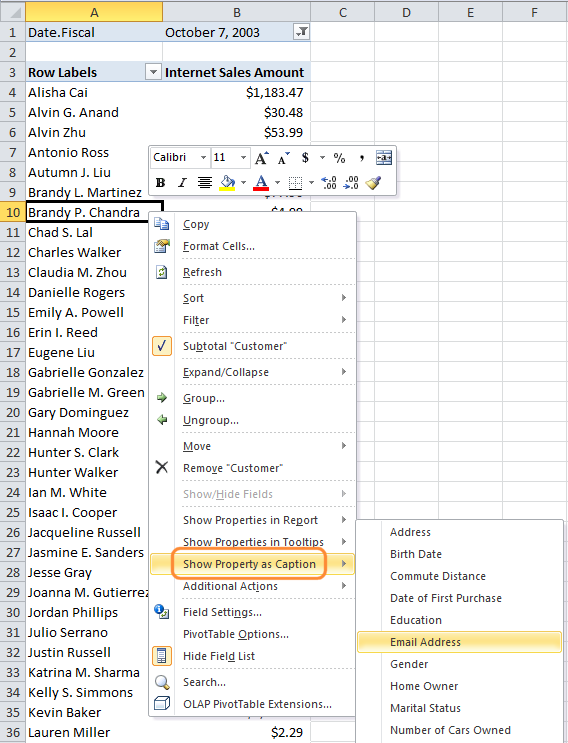 A B C D E F
1 Date.Fiscal October 7, 2003
2
3 Row Labels Internet Sales Amount
4 Alisha Cai $1,183.47
5 Alvin G. Anand $30.48
6 Alvin Zhu $53.99
7 Antonio Ross
8 Autumn J. Liu
9 Brandy L. Martinez
10 Brandy P. Chandra
11 Chad S. Lal
12 Charles Walker
13 Claudia M. Zhou
14 Danielle Rogers
15 Emily A. Powell
16 Erin I. Reed
17 Eugene Liu
18 Gabrielle Gonzalez
19 Gabrielle M. Green
20 Gary Dominguez
21 Hannah Moore
22 Hunter S. Clark
23 Hunter Walker
24 Ian M. White
25 Isaac I. Cooper
26 Jacqueline Russell
27 Jasmine E. Sanders
28 Jesse Gray
29 Joanna M. Gutierrez
30 Jordan Phillips
31 Julio Serrano
32 Justin Russell
33 Katrina M. Sharma
34 Kelly S. Simmons
35 Kevin Baker
36 Lauren Miller $2.29
Calibri 11 A A $ % ,
B I A .00 .00
Copy
Format Cells...
Refresh
Sort
Filter
Subtotal "Customer"
Expand/Collapse
Group...
Ungroup...
Move
Remove "Customer"
Show/Hide Fields
Show Properties in Report
Show Properties in Tooltips
Show Property as Caption
Additional Actions
Field Settings...
PivotTable Options...
Hide Field List
Search...
OLAP PivotTable Extensions...
Address
Birth Date
Commute Distance
Date of First Purchase
Education
Email Address
Gender
Home Owner
Marital Status
Number of Cars Owned